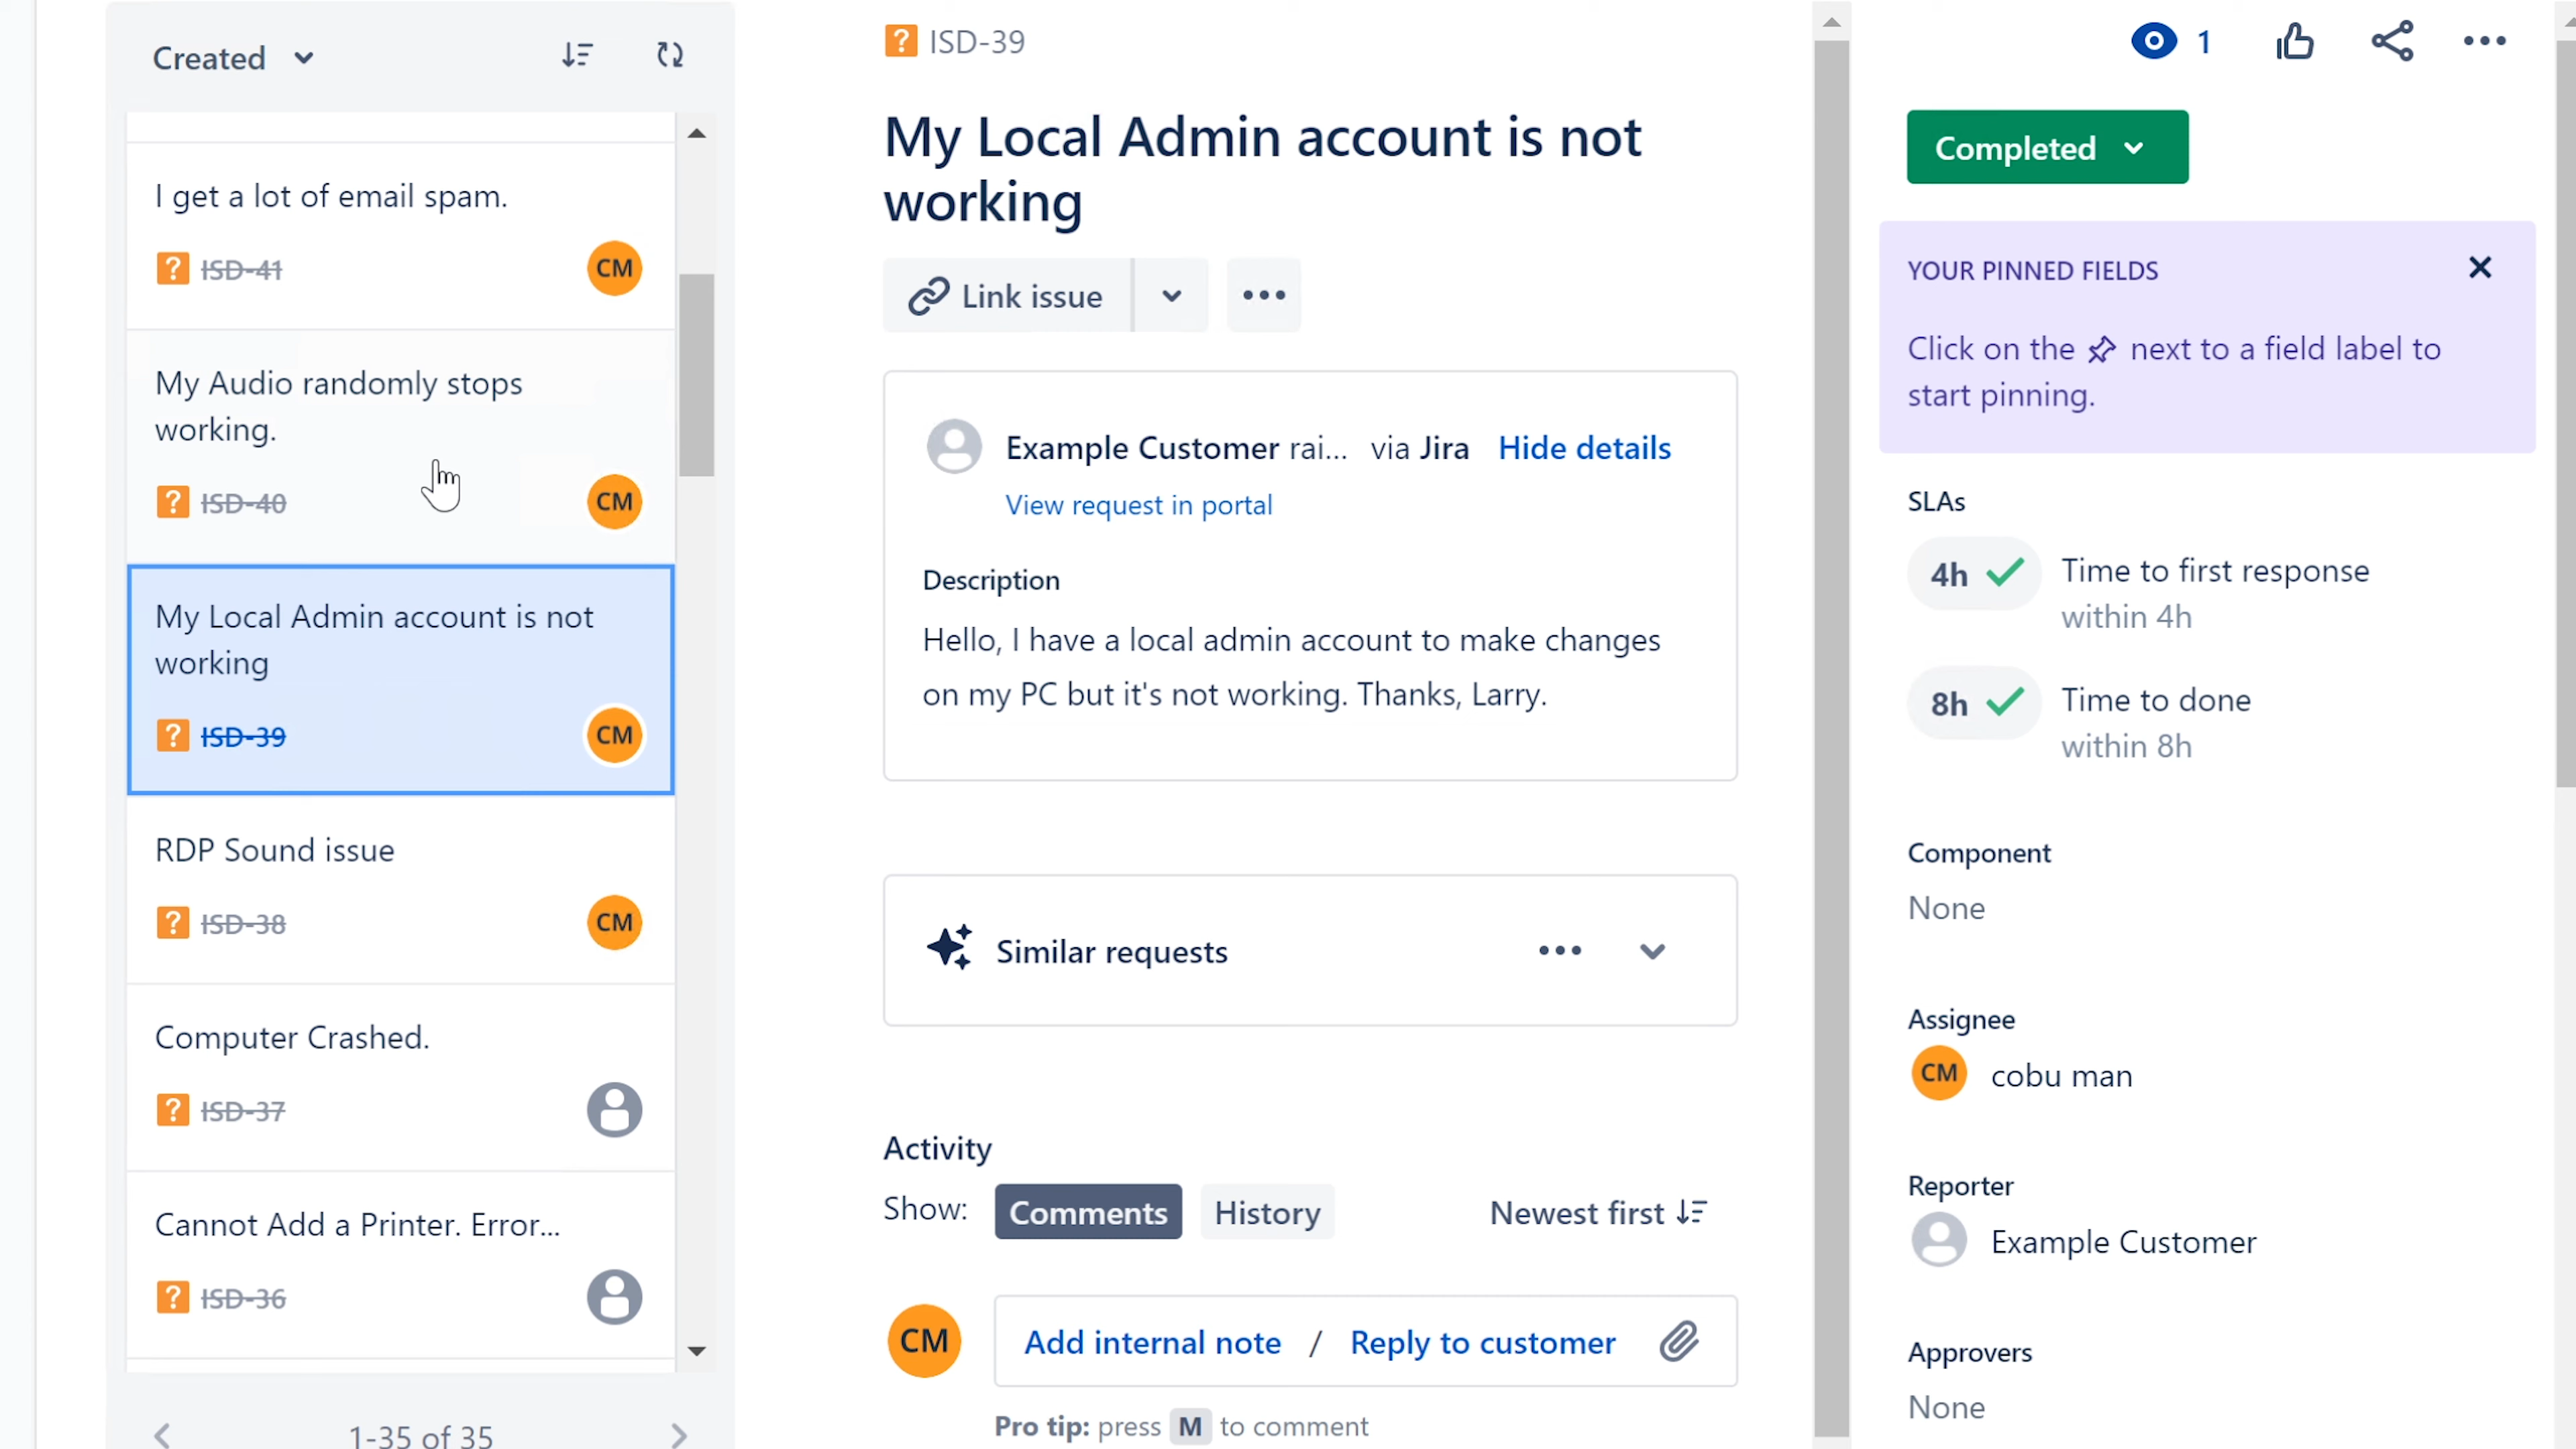 Created
I get a lot of email spam.
? ISD-41
CM
My Audio randomly stops
working.
? ISD-40
CM
My Local Admin account is not
working
? ISD-39
CM
RDP Sound issue
? ISD-38
CM
Computer Crashed.
? ISD-37
Cannot Add a Printer. Error...
? ISD-36
1-35 of 35
? ISD-39
My Local Admin account is not
working
Link issue
Example Customer rai... via Jira Hide details
View request in portal
Description
Hello, I have a local admin account to make changes
on my PC but it's not working. Thanks, Larry.
Similar requests
Activity
Show: Comments History Newest first
CM
Add internal note / Reply to customer
Pro tip: press M to comment
1
Completed
YOUR PINNED FIELDS
Click on the next to a field label to
start pinning.
SLAs
4h Time to first response
within 4h
8h Time to done
within 8h
Component
None
Assignee
CM cobu man
Reporter
Example Customer
Approvers
None